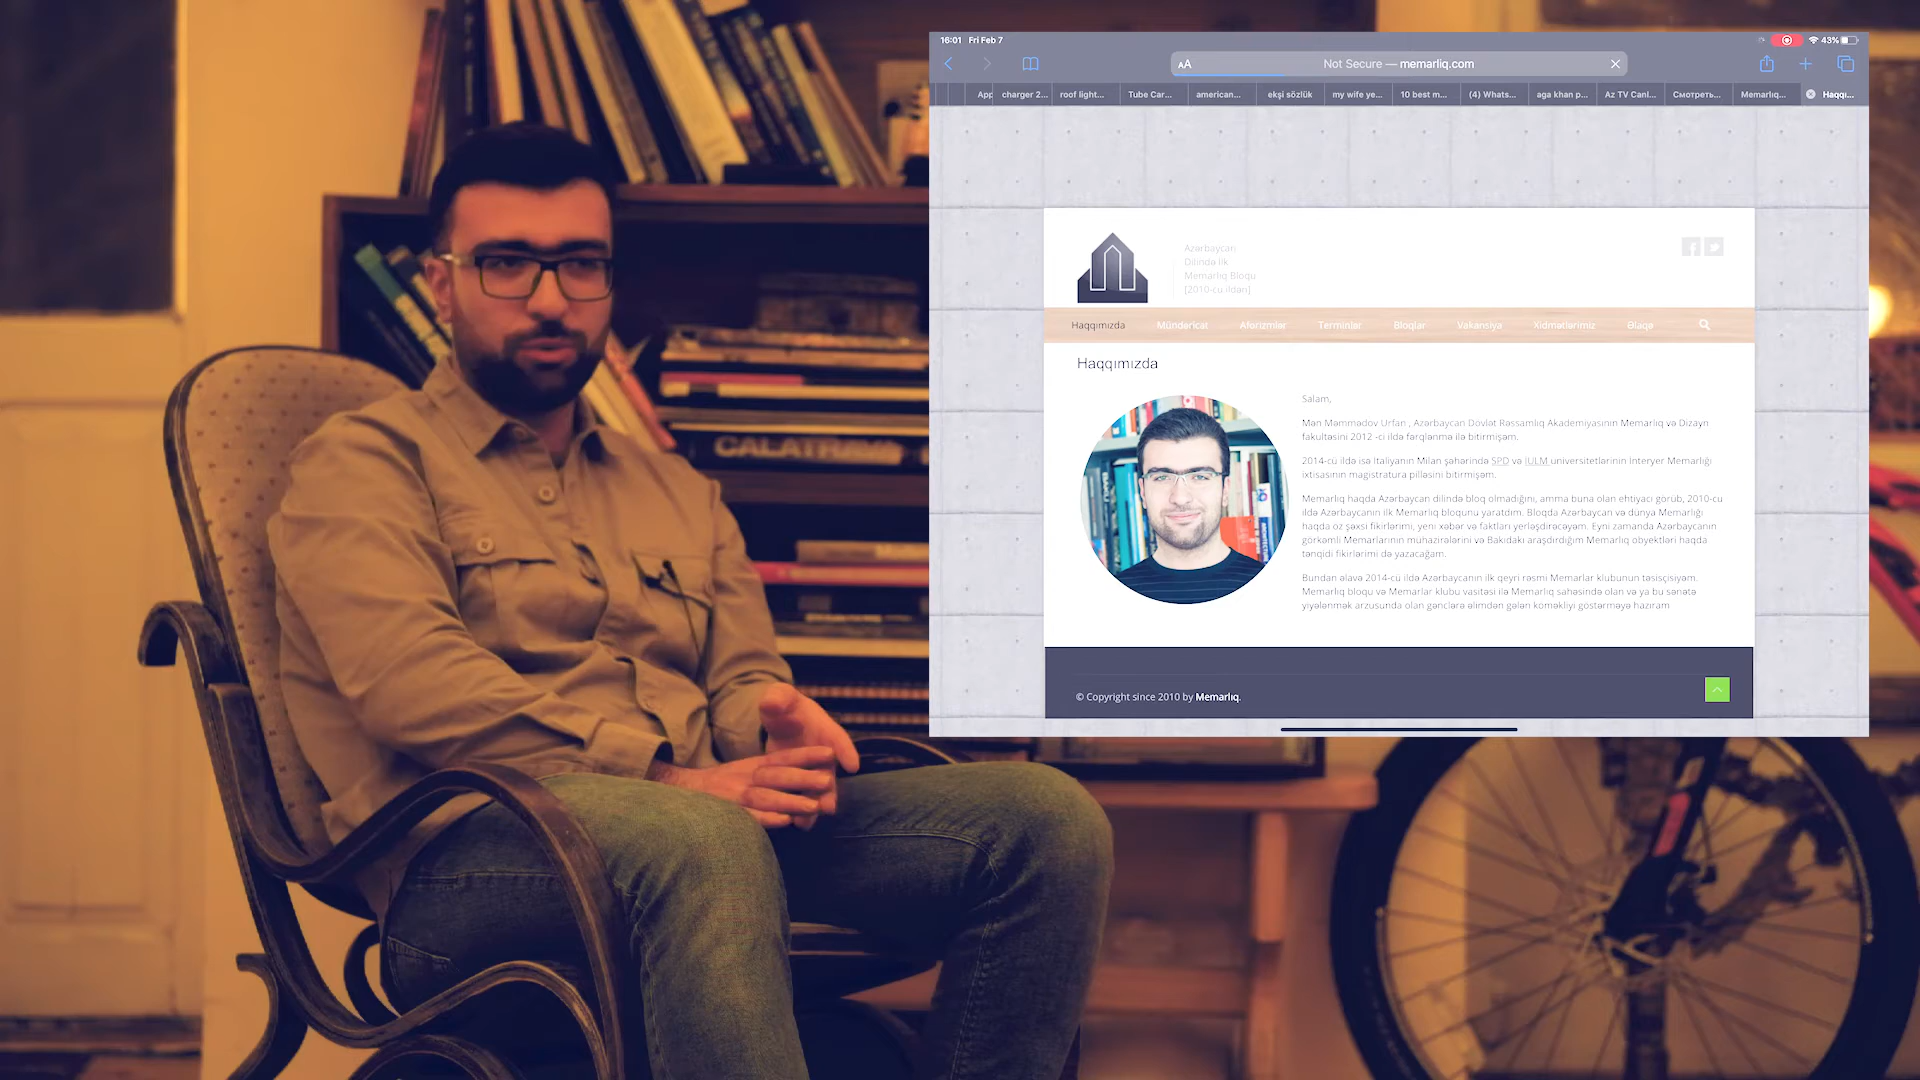 16:01 Fri Feb 7
43%
AA
Not Secure — memarliq.com
App
charger 2...
roof light...
Tube Car...
american...
ekşi sözlük
my wife ye...
10 best m...
(4) Whats...
aga khan p...
Az TV Canl...
Смотреть...
Memarlıq...
Haqqı...
Azərbaycan
Dilində İlk
Memarlıq Bloqu
[2010-cu ildən]
Haqqımızda
Mündəricat
Aforizmlər
Terminlər
Bloqlar
Vakansiya
Xidmətlərimiz
Əlaqə
Haqqımızda
Salam,
Mən Məmmədov Urfan , Azərbaycan Dövlət Rəssamlıq Akademiyasının Memarlıq və Dizayn
fakultəsini 2012 -ci ildə fərqlənmə ilə bitirmişəm.
2014-cü ildə isə İtaliyanın Milan şəhərində SPD və IULM universitetlərinin İnteryer Memarlığı
ixtisasının magistratura pilləsini bitirmişəm.
Memarlıq haqda Azərbaycan dilində bloq olmadığını, amma buna olan ehtiyacı görüb, 2010-cu
ildə Azərbaycanın ilk Memarlıq bloqunu yaratdım. Bloqda Azərbaycan və dünya Memarlığı
haqda öz şəxsi fikirlərimi, yeni xəbər və faktları yerləşdirəcəyəm. Eyni zamanda Azərbaycanın
görkəmli Memarlarının mühazirələrini və Bakıdakı araşdırdığım Memarlıq obyektləri haqda
tənqidi fikirlərimi də yazacağam.
Bundan əlavə 2014-cü ildə Azərbaycanın ilk qeyri rəsmi Memarlar klubunun təsisçisiyəm.
Memarlıq bloqu və Memarlar klubu vasitəsi ilə Memarlıq sahəsində olan və ya bu sənətə
yiyələnmək arzusunda olan gənclərə əlimdən gələn köməkliyi göstərməyə hazıram
© Copyright since 2010 by Memarlıq.
CALATRAVA